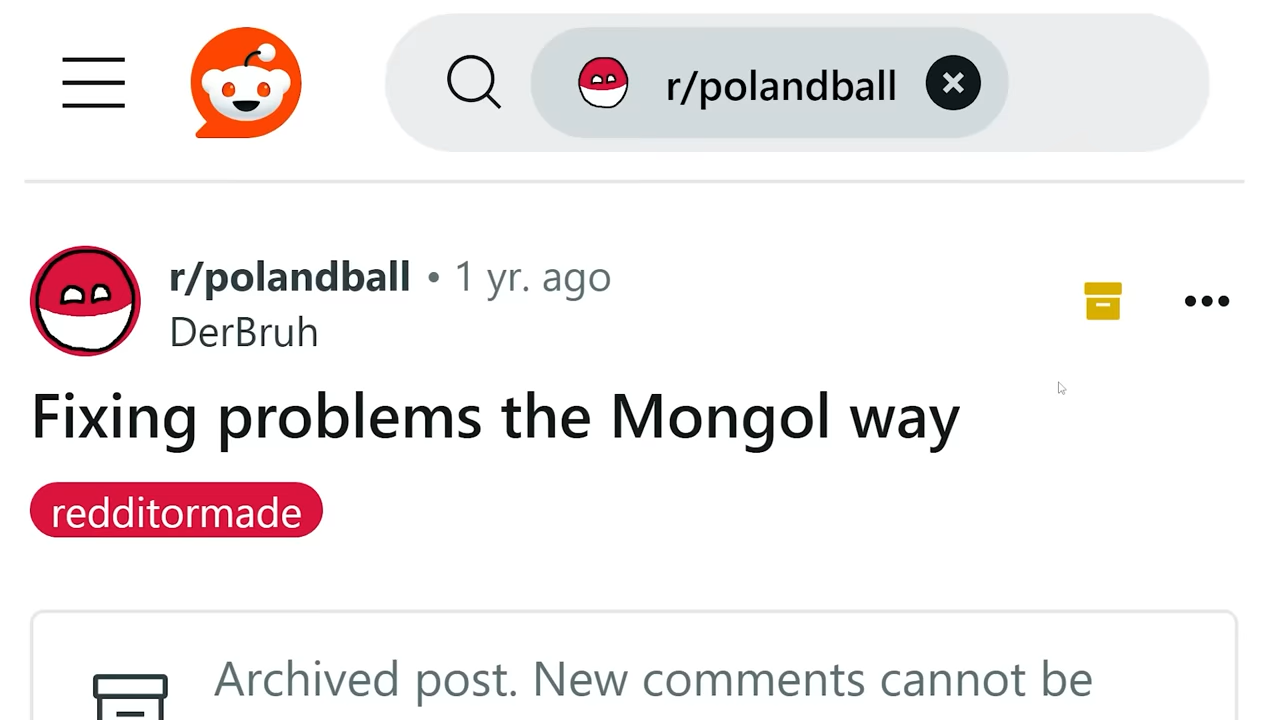 r/polandball
r/polandball • 1 yr. ago
DerBruh
Fixing problems the Mongol way
redditormade
Archived post. New comments cannot be